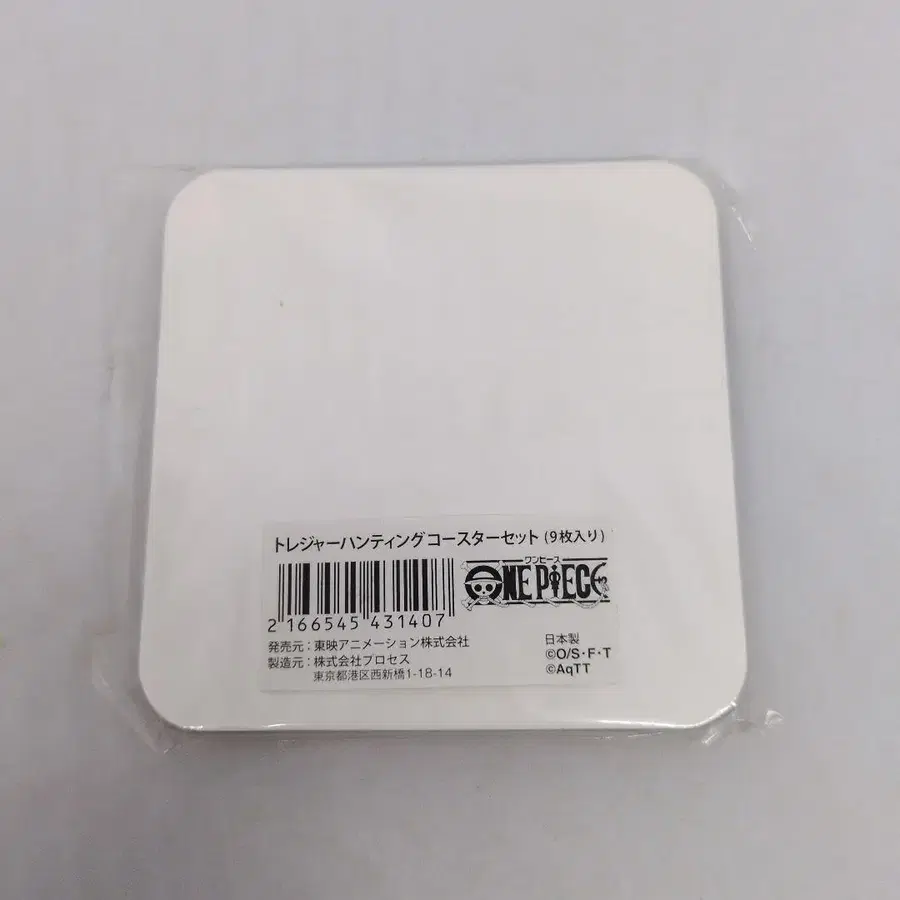 トレジャーハンティングコースターセット (9枚入り)
ワンピース
ONE PIECE
2 166545 431407
発売元：東映アニメーション株式会社
製造元：株式会社プロセス
東京都港区西新橋1-18-14
日本製
©O/S・F・T
©AqTT